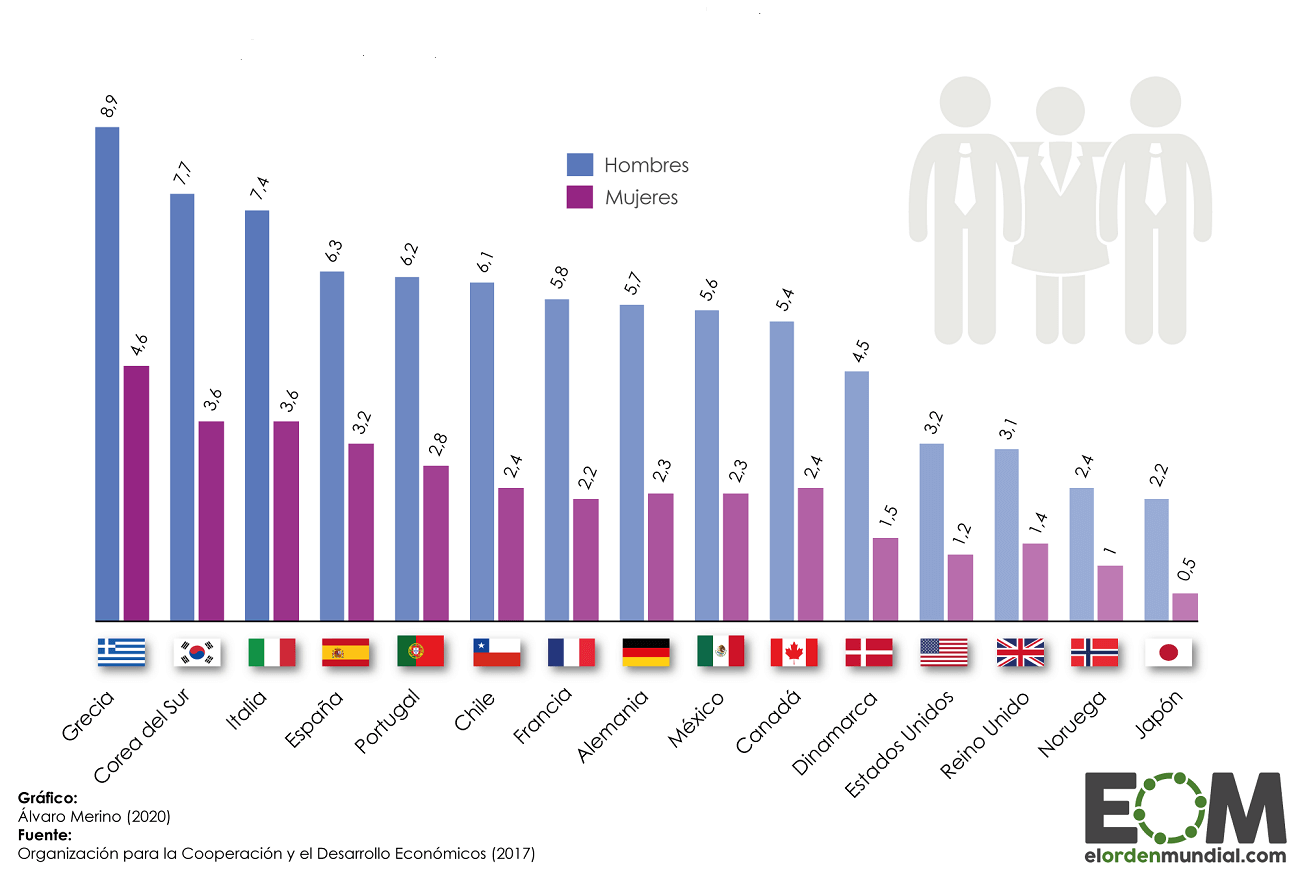 Hombres
Mujeres
8,9
4,6
7,7
3,6
7,4
3,6
6,3
3,2
6,2
2,8
6,1
2,4
5,8
2,2
5,7
2,3
5,6
2,3
5,4
2,4
4,5
1,5
3,2
1,2
3,1
1,4
2,4
1
2,2
0,5
Grecia
Corea del Sur
Italia
España
Portugal
Chile
Francia
Alemania
México
Canadá
Dinamarca
Estados Unidos
Reino Unido
Noruega
Japón
Gráfico:
Álvaro Merino (2020)
Fuente:
Organización para la Cooperación y el Desarrollo Económicos (2017)
EOM
elordenmundial.com